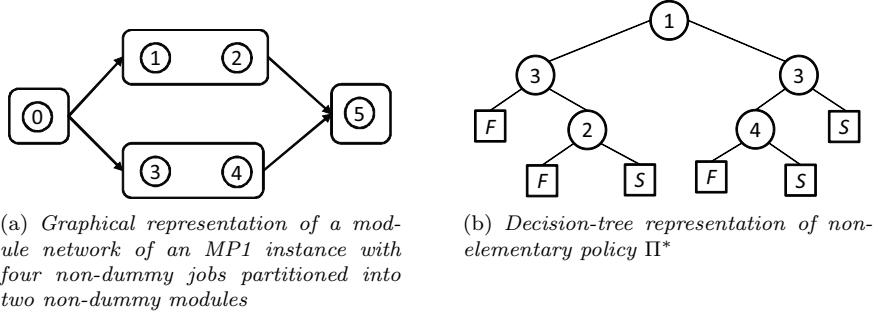 1 2
0
5
3 4
1
3 3
F 2 4 S
F S F S
(a) Graphical representation of a mod-
ule network of an MP1 instance with
four non-dummy jobs partitioned into
two non-dummy modules
(b) Decision-tree representation of non-
elementary policy Π*